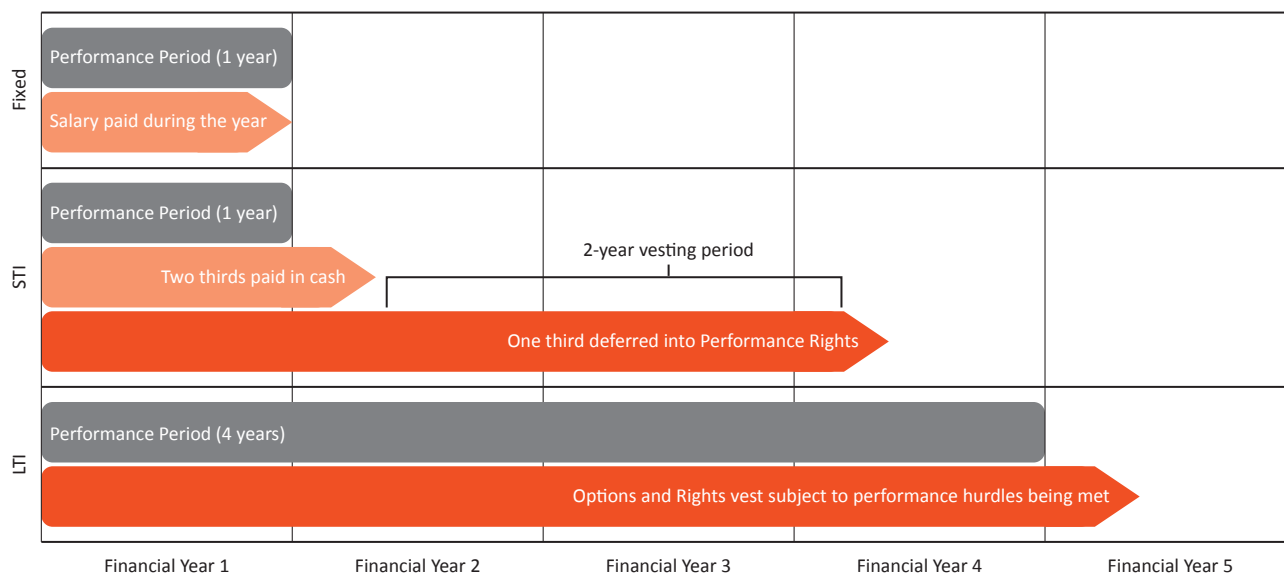 Fixed
Performance Period (1 year)
Salary paid during the year
STI
Performance Period (1 year)
Two thirds paid in cash
2-year vesting period
One third deferred into Performance Rights
LTI
Performance Period (4 years)
Options and Rights vest subject to performance hurdles being met
Financial Year 1
Financial Year 2
Financial Year 3
Financial Year 4
Financial Year 5